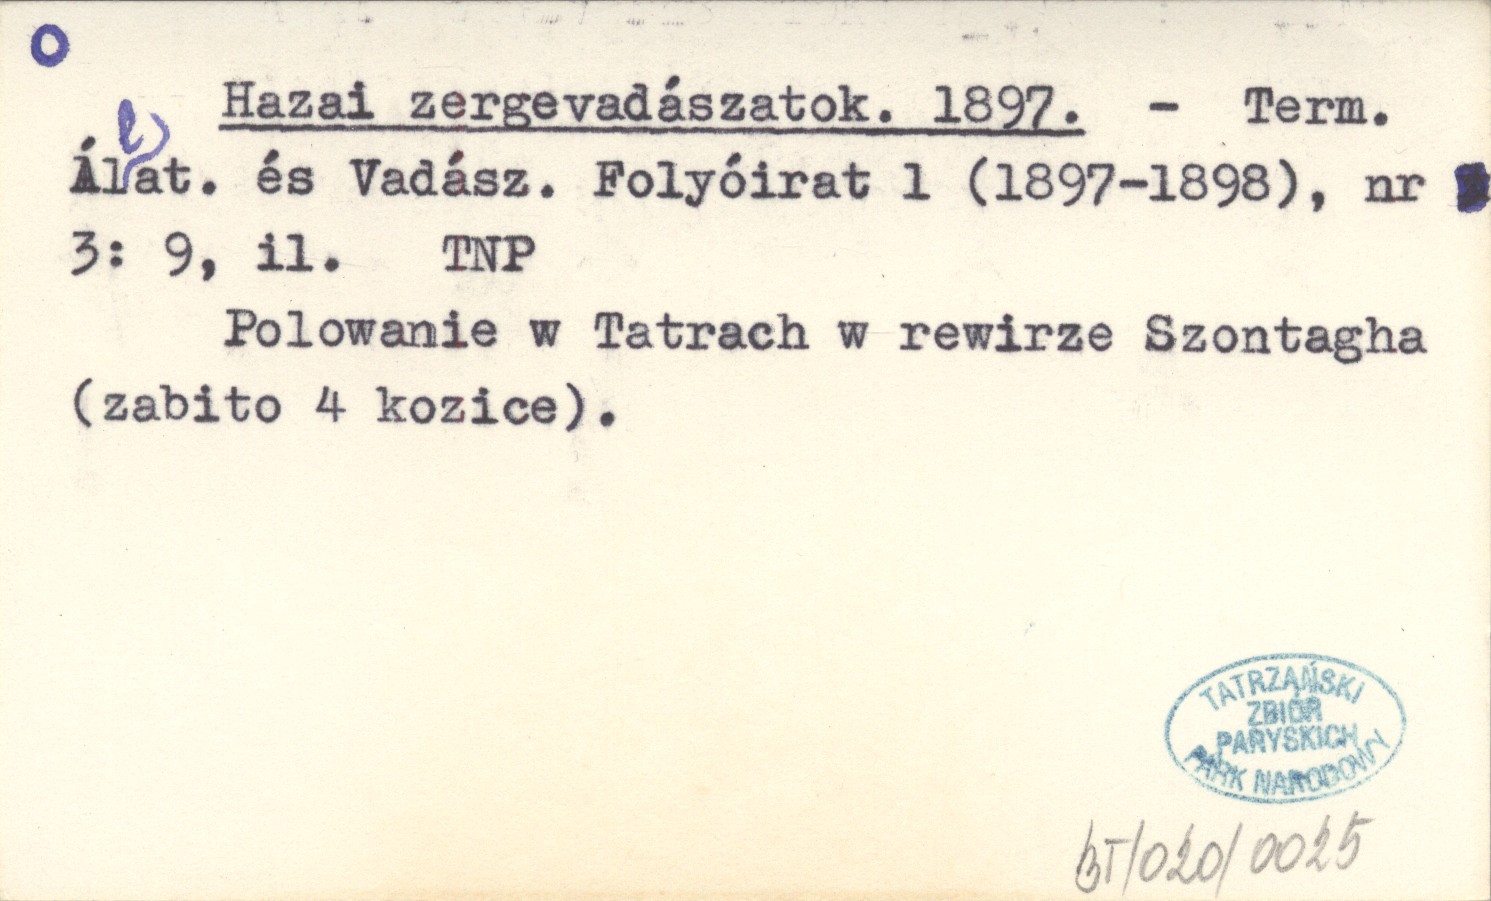 o
Hazai zergevadászatok. 1897. - Term.
l
Álat. és Vadász. Folyóirat 1 (1897-1898), nr
3: 9, il. TNP
Polowanie w Tatrach w rewirze Szontagha
(zabito 4 kozice).
TATRZAŃSKI
ZBIÓR
PARYSKICH
PARK NARODOWY
BT/020/0025